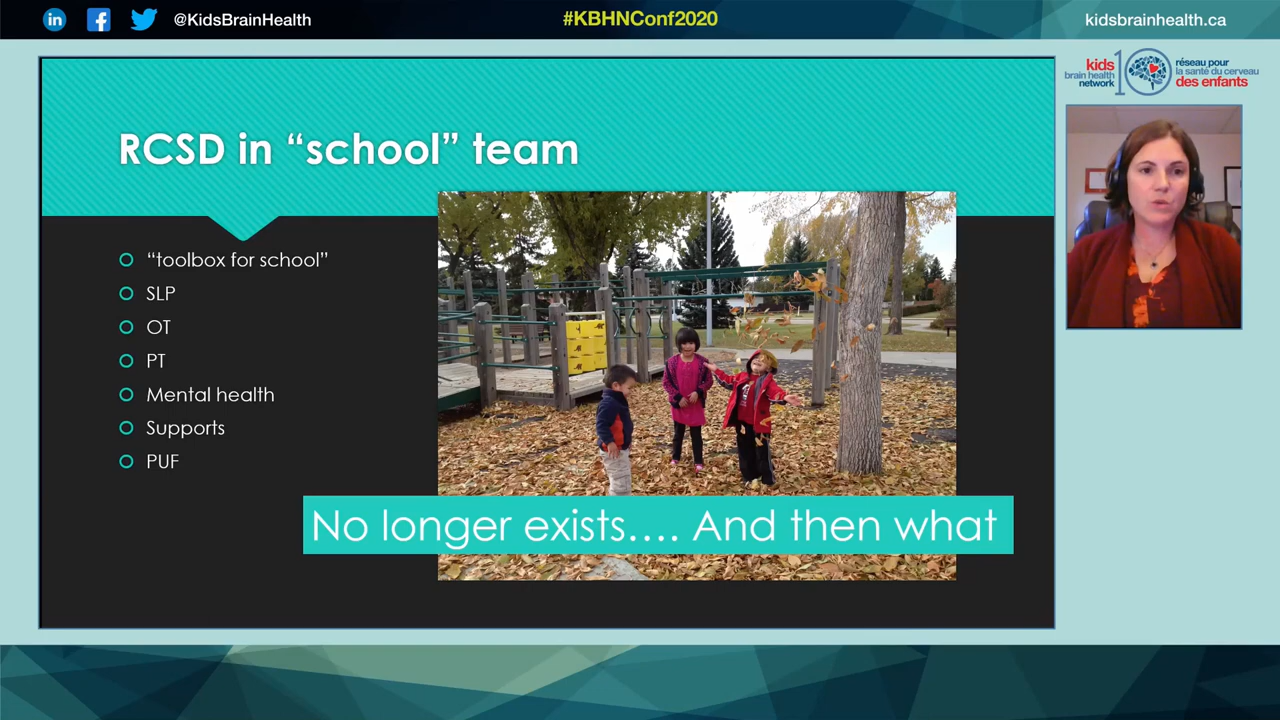 @KidsBrainHealth
#KBHNConf2020
kidsbrainhealth.ca
kids
brain health
network
10
réseau pour
la santé du cerveau
des enfants
RCSD in “school” team
“toolbox for school”
SLP
OT
PT
Mental health
Supports
PUF
No longer exists.... And then what